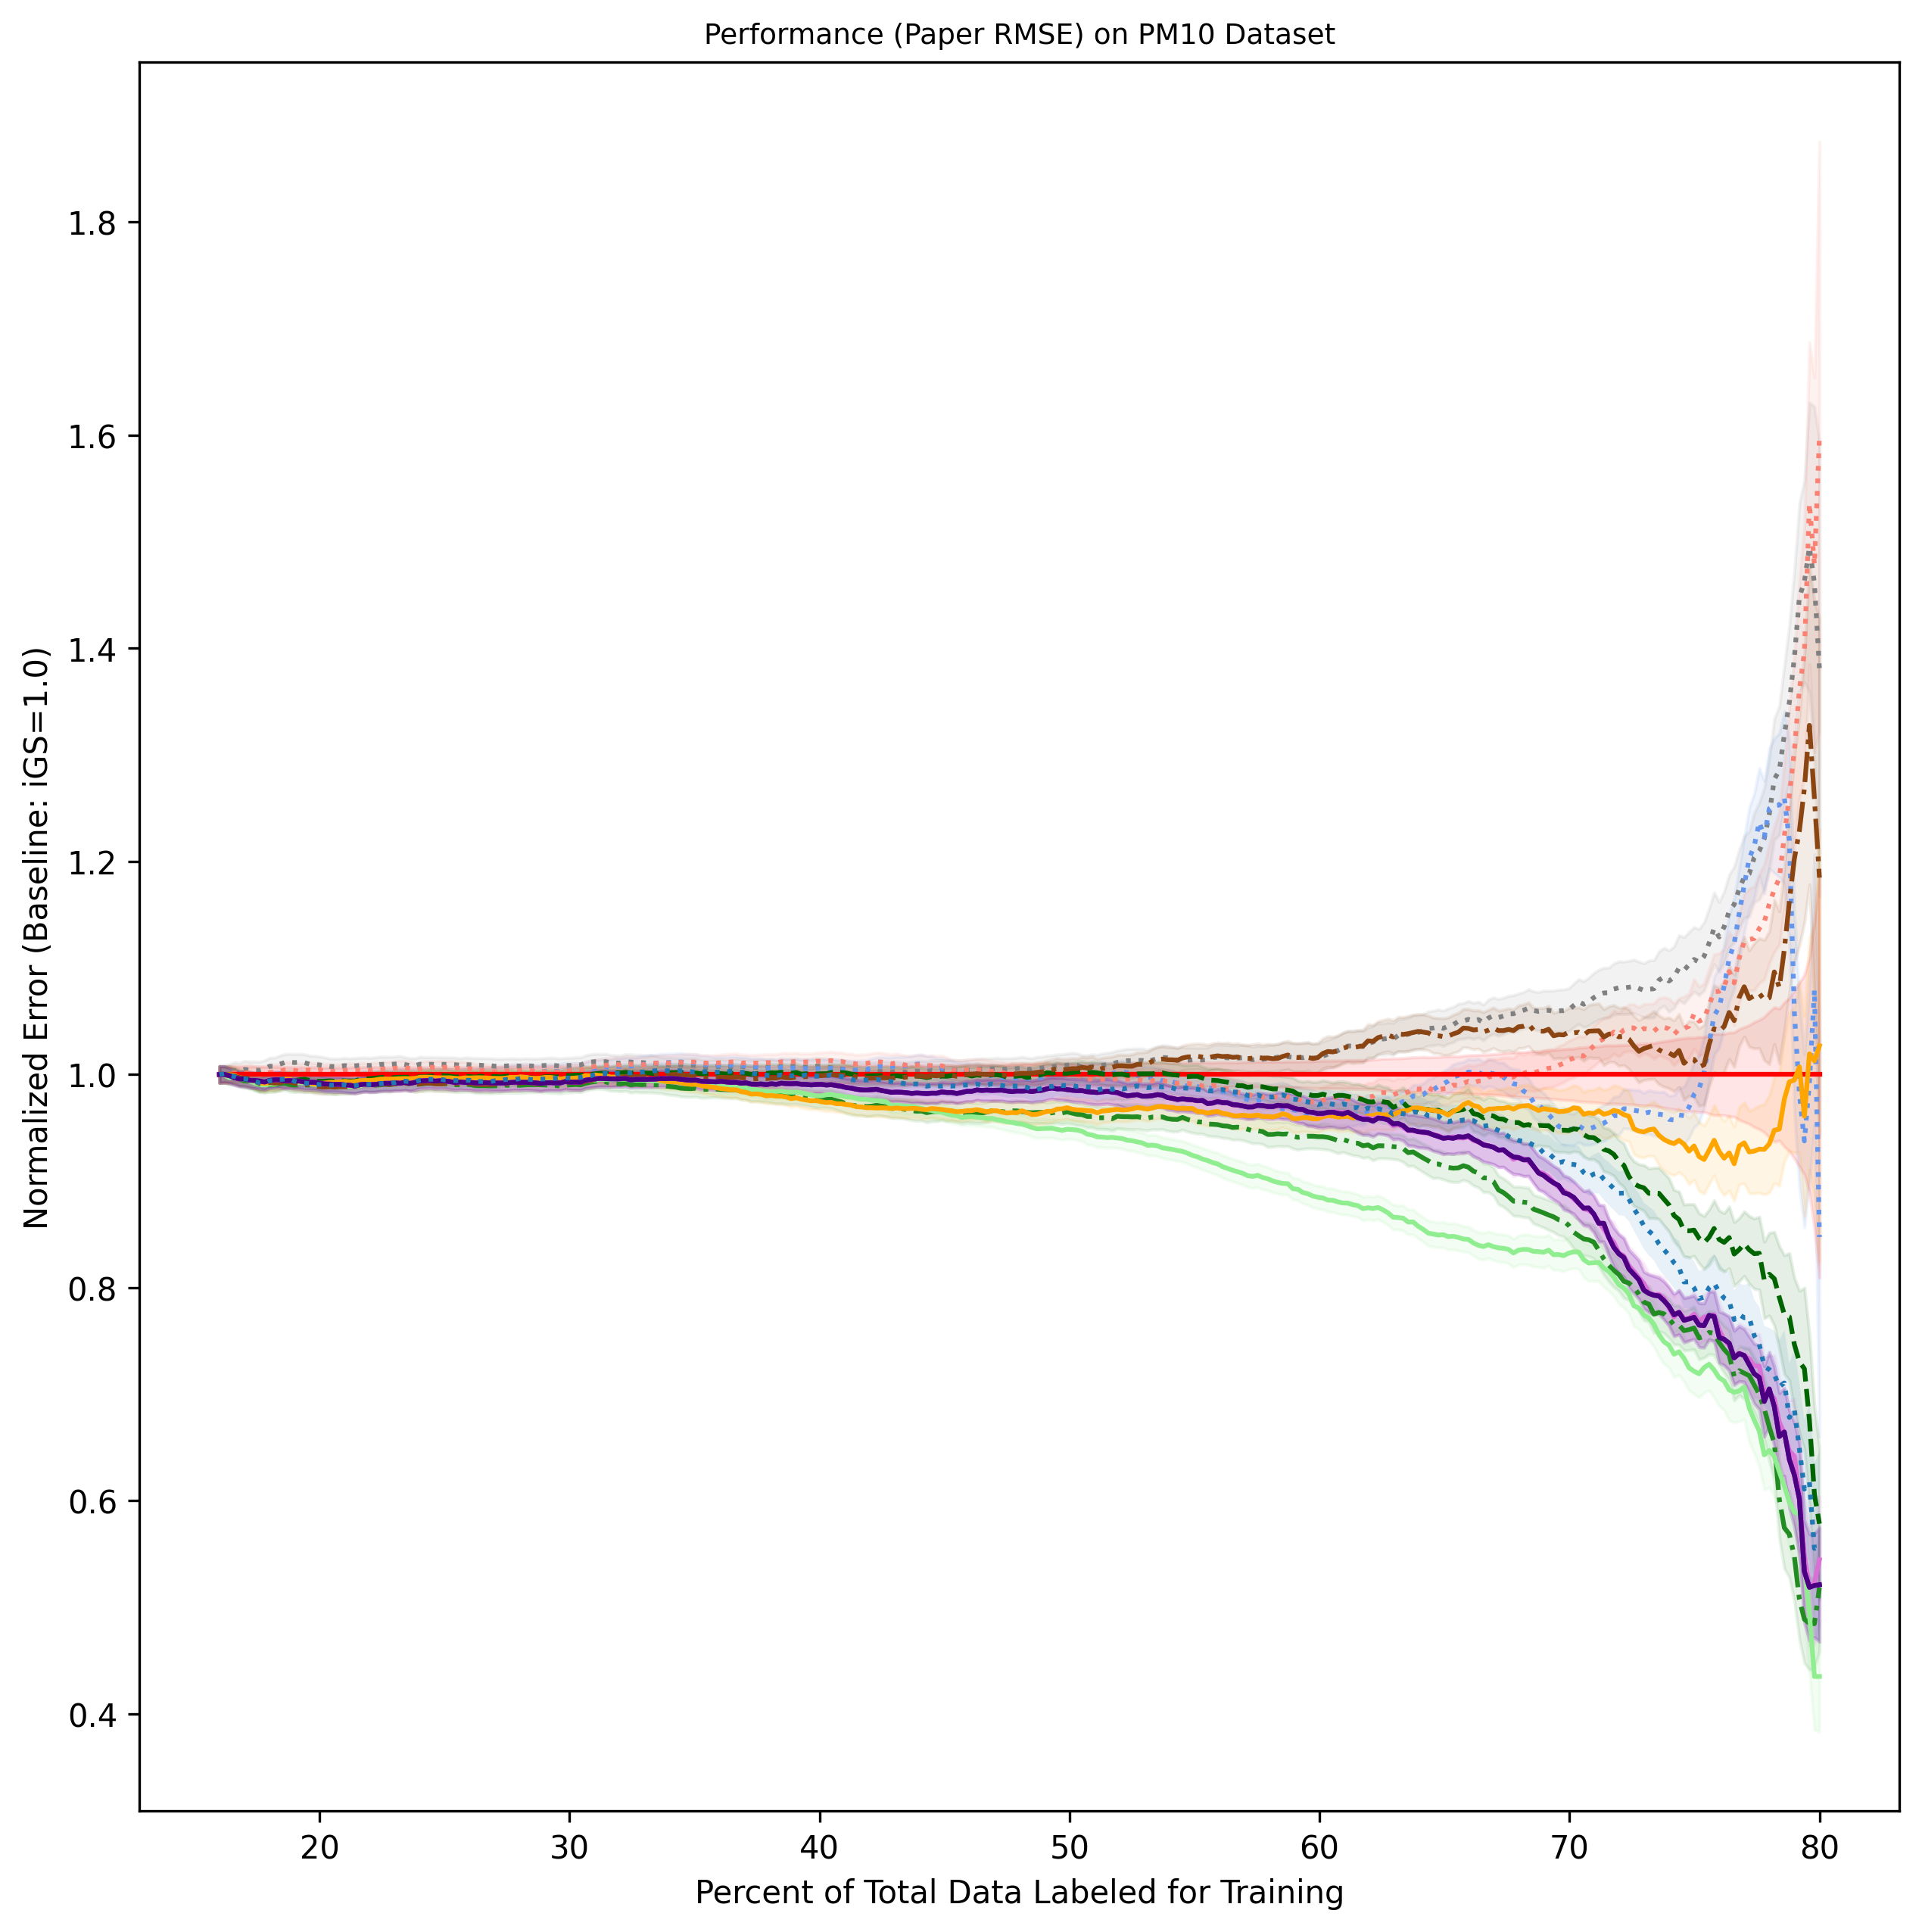 Performance (Paper RMSE) on PM10 Dataset
Normalized Error (Baseline: iGS=1.0)
1.8
1.6
1.4
1.2
1.0
0.8
0.6
0.4
20 30 40 50 60 70 80
Percent of Total Data Labeled for Training